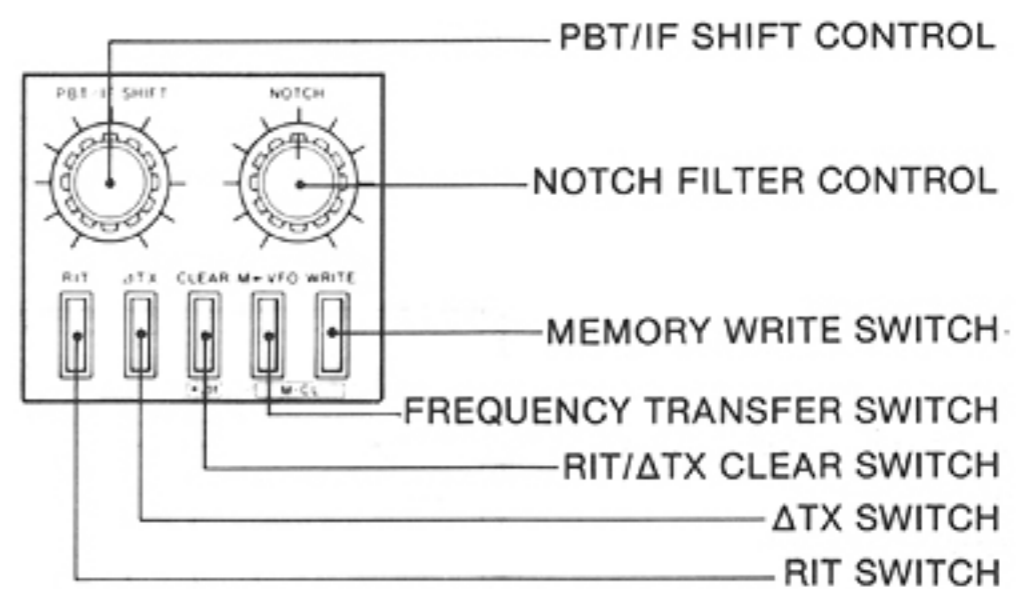 PBT/IF SHIFT CONTROL
PBT·IF SHIFT
NOTCH
NOTCH FILTER CONTROL
RIT
ΔTX
CLEAR
M←VFO
WRITE
MEMORY WRITE SWITCH
M-CL
FREQUENCY TRANSFER SWITCH
RIT/ΔTX CLEAR SWITCH
ΔTX SWITCH
RIT SWITCH